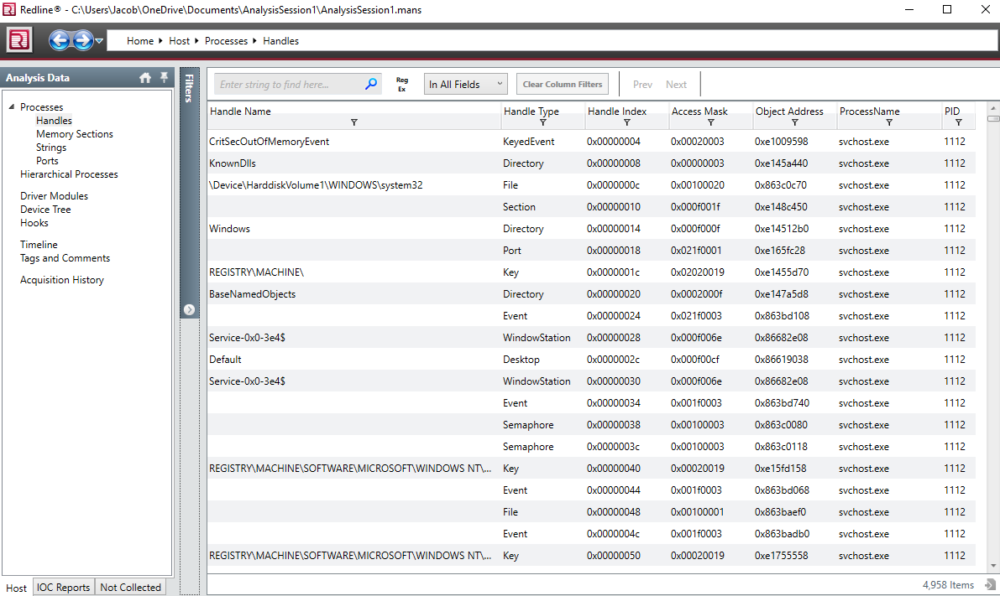 Redline® - C:\Users\Jacob\OneDrive\Documents\AnalysisSession1\AnalysisSession1.mans
Home Host Processes Handles
Analysis Data
Processes
Handles
Memory Sections
Strings
Ports
Hierarchical Processes
Driver Modules
Device Tree
Hooks
Timeline
Tags and Comments
Acquisition History
Host IOC Reports Not Collected
Filters
Enter string to find here... Reg Ex In All Fields Clear Column Filters Prev Next
Handle Name Handle Type Handle Index Access Mask Object Address ProcessName PID
CritSecOutOfMemoryEvent KeyedEvent 0x00000004 0x00020003 0xe1009598 svchost.exe 1112
KnownDlls Directory 0x00000008 0x00000003 0xe145a440 svchost.exe 1112
\Device\HarddiskVolume1\WINDOWS\system32 File 0x0000000c 0x00100020 0x863c0c70 svchost.exe 1112
Section 0x00000010 0x000f001f 0xe148c450 svchost.exe 1112
Windows Directory 0x00000014 0x000f000f 0xe14512b0 svchost.exe 1112
Port 0x00000018 0x021f0001 0xe165fc28 svchost.exe 1112
REGISTRY\MACHINE\ Key 0x0000001c 0x02020019 0xe1455d70 svchost.exe 1112
BaseNamedObjects Directory 0x00000020 0x0002000f 0xe147a5d8 svchost.exe 1112
Event 0x00000024 0x021f0003 0x863bd108 svchost.exe 1112
Service-0x0-3e4$ WindowStation 0x00000028 0x000f006e 0x86682e08 svchost.exe 1112
Default Desktop 0x0000002c 0x000f00cf 0x86619038 svchost.exe 1112
Service-0x0-3e4$ WindowStation 0x00000030 0x000f006e 0x86682e08 svchost.exe 1112
Event 0x00000034 0x001f0003 0x863bd740 svchost.exe 1112
Semaphore 0x00000038 0x00100003 0x863c0080 svchost.exe 1112
Semaphore 0x0000003c 0x00100003 0x863c0118 svchost.exe 1112
REGISTRY\MACHINE\SOFTWARE\MICROSOFT\WINDOWS NT\... Key 0x00000040 0x00020019 0xe15fd158 svchost.exe 1112
Event 0x00000044 0x001f0003 0x863bd068 svchost.exe 1112
File 0x00000048 0x00100001 0x863baef0 svchost.exe 1112
Event 0x0000004c 0x001f0003 0x863badb0 svchost.exe 1112
REGISTRY\MACHINE\SOFTWARE\MICROSOFT\WINDOWS NT\... Key 0x00000050 0x00020019 0xe1755558 svchost.exe 1112
4,958 Items